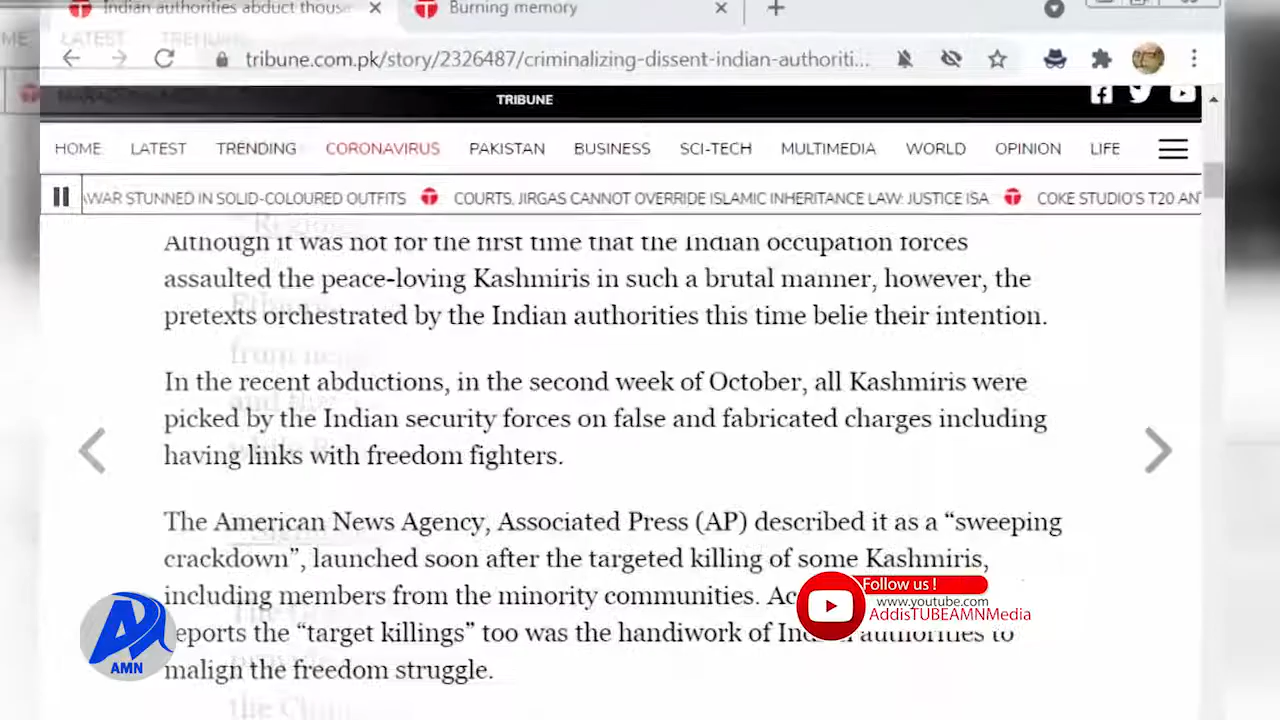 Indian authorities abduct thouse
Burning memory
tribune.com.pk/story/2326487/criminalizing-dissent-indian-authoriti...
TRIBUNE
HOME LATEST TRENDING CORONAVIRUS PAKISTAN BUSINESS SCI-TECH MULTIMEDIA WORLD OPINION LIFE
AWAR STUNNED IN SOLID-COLOURED OUTFITS COURTS, JIRGAS CANNOT OVERRIDE ISLAMIC INHERITANCE LAW: JUSTICE ISA COKE STUDIO'S T20 AN
Although it was not for the first time that the Indian occupation forces
assaulted the peace-loving Kashmiris in such a brutal manner, however, the
pretexts orchestrated by the Indian authorities this time belie their intention.
In the recent abductions, in the second week of October, all Kashmiris were
picked by the Indian security forces on false and fabricated charges including
having links with freedom fighters.
The American News Agency, Associated Press (AP) described it as a “sweeping
crackdown”, launched soon after the targeted killing of some Kashmiris,
including members from the minority communities. Ac
reports the “target killings” too was the handiwork of Indian authorities to
malign the freedom struggle.
Follow us !
www.youtube.com
AddisTUBEAMNMedia
AMN